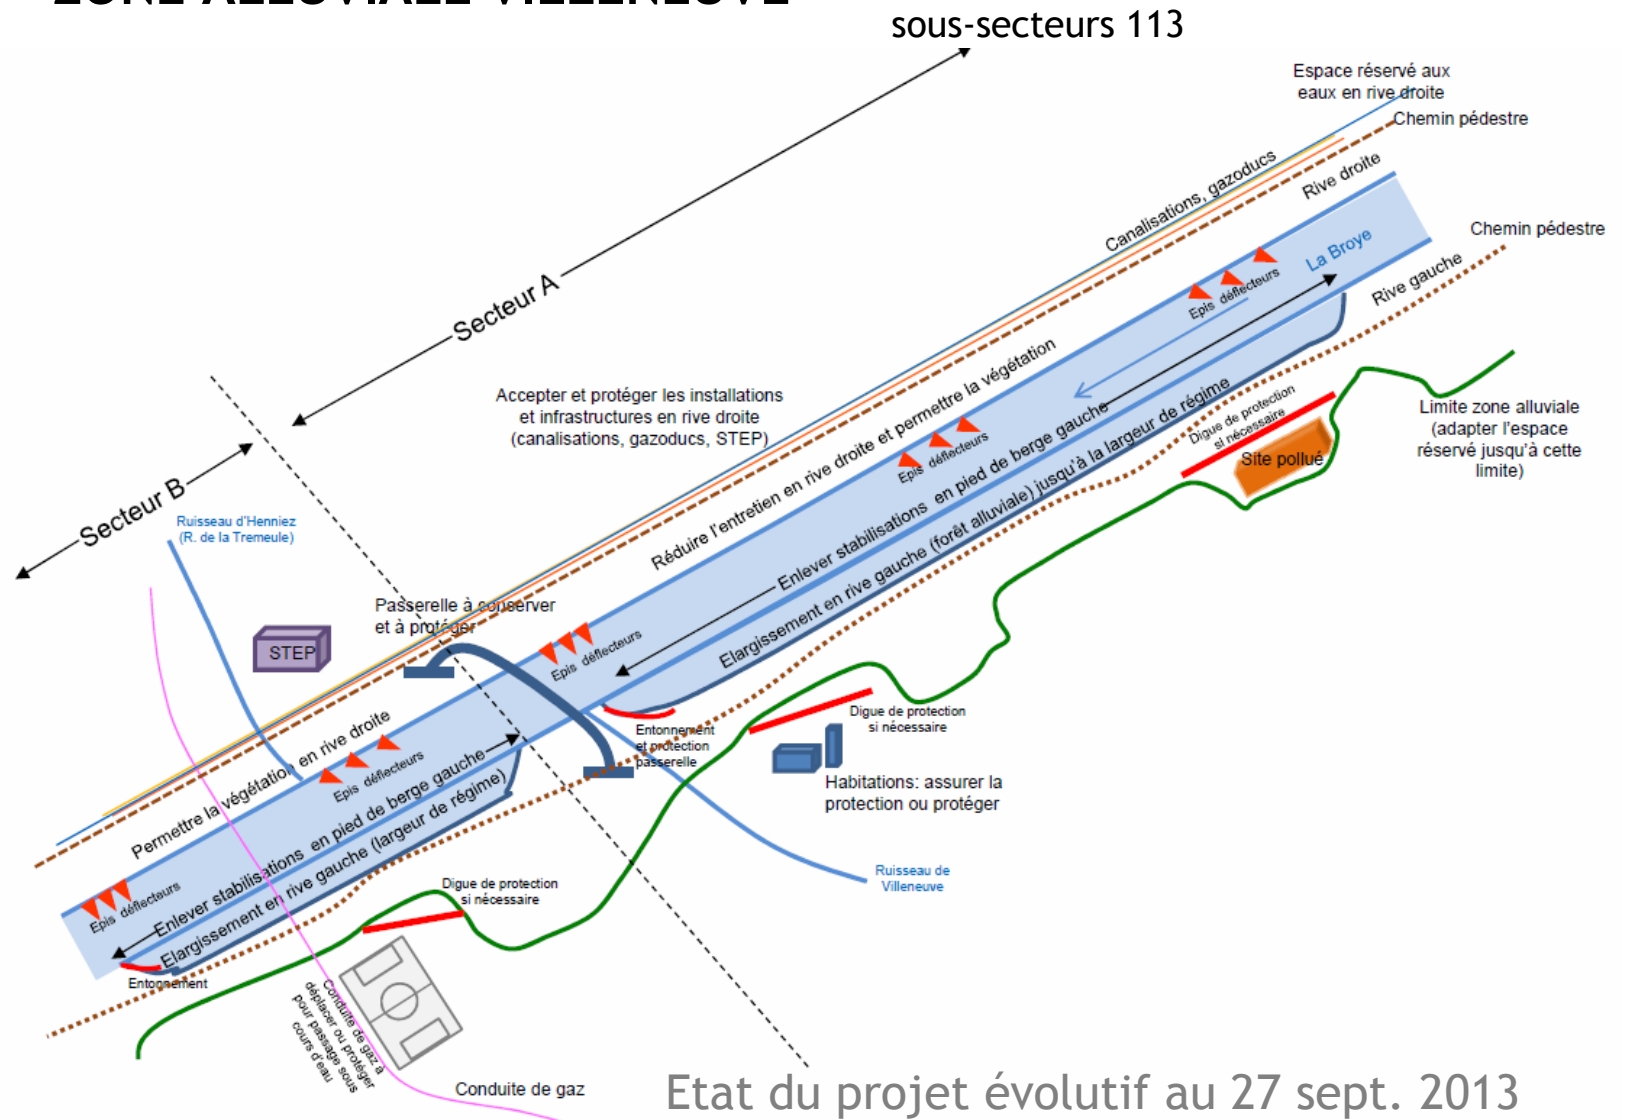 ZONE ALLUVIALE VILLENEUVE
sous-secteurs 113
Espace réservé aux
eaux en rive droite
Chemin pédestre
Canalisations, gazoducs
Rive droite
Chemin pédestre
La Broye
Rive gauche
Epis déflecteurs
Secteur A
Réduire l'entretien en rive droite et permettre la végétation
Accepter et protéger les installations
et infrastructures en rive droite
(canalisations, gazoducs, STEP)
Epis déflecteurs
Enlever stabilisations en pied de berge gauche
Elargissement en rive gauche (forêt alluviale) jusqu'à la largeur de régime
Digue de protection
si nécessaire
Site pollué
Limite zone alluviale
(adapter l'espace
réservé jusqu'à cette
limite)
Secteur B
Ruisseau d'Henniez
(R. de la Tremeule)
Passerelle à conserver
et à protéger
STEP
Epis déflecteurs
Entonnement
et protection
passerelle
Digue de protection
si nécessaire
Habitations: assurer la
protection ou protéger
Permettre la végétation en rive droite
Epis déflecteurs
Enlever stabilisations en pied de berge gauche
Elargissement en rive gauche (largeur de régime)
Ruisseau de
Villeneuve
Digue de protection
si nécessaire
Epis déflecteurs
Entonnement
Conduite de gaz à
déplacer ou protéger
pour passage sous
cours d'eau
Conduite de gaz
Etat du projet évolutif au 27 sept. 2013